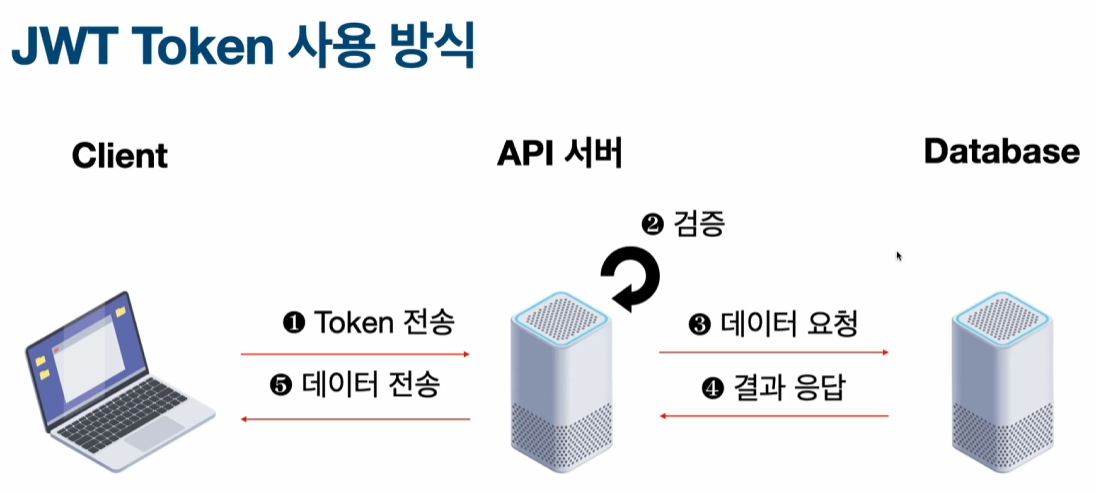 JWT Token 사용 방식
Client
API 서버
Database
❷ 검증
❶ Token 전송
❸ 데이터 요청
❺ 데이터 전송
❹ 결과 응답